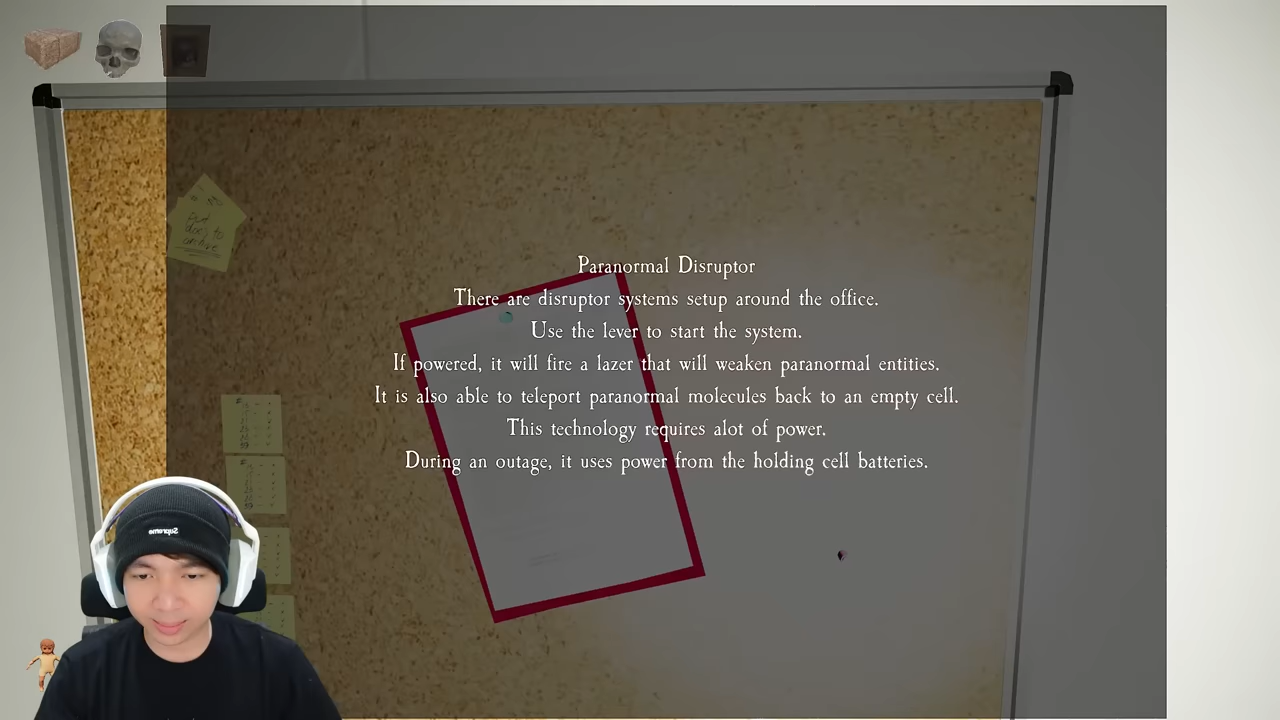 Paranormal Disruptor
There are disruptor systems setup around the office.
Use the lever to start the system.
If powered, it will fire a lazer that will weaken paranormal entities.
It is also able to teleport paranormal molecules back to an empty cell.
This technology requires alot of power.
During an outage, it uses power from the holding cell batteries.
Supreme